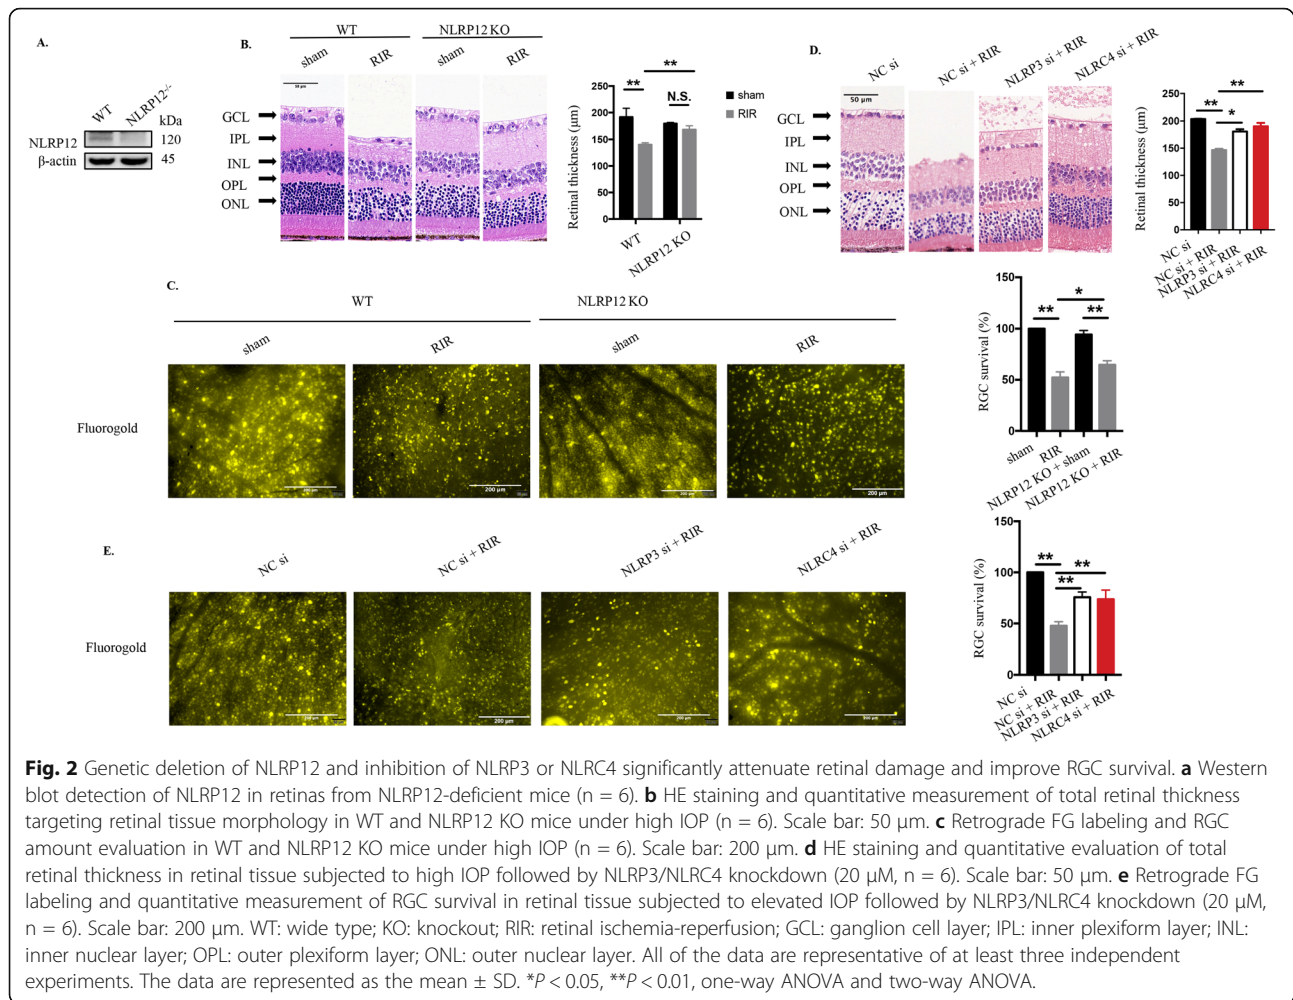 A.
WT
NLRP12-/-
kDa
NLRP12
120
β-actin
45
B.
WT
NLRP12 KO
sham
RIR
sham
RIR
50 μm
GCL
IPL
INL
OPL
ONL
Retinal thickness (μm)
250
200
150
100
50
0
**
**
N.S.
sham
RIR
WT
NLRP12 KO
D.
NC si
NC si + RIR
NLRP3 si + RIR
NLRC4 si + RIR
50 μm
GCL
IPL
INL
OPL
ONL
Retinal thickness (μm)
250
200
150
100
50
0
**
**
*
NC si
NC si + RIR
NLRP3 si + RIR
NLRC4 si + RIR
C.
WT
NLRP12 KO
sham
RIR
sham
RIR
Fluorogold
200 μm
200 μm
200 μm
200 μm
RGC survival (%)
150
100
50
0
*
**
**
sham
RIR
NLRP12 KO + sham
NLRP12 KO + RIR
E.
NC si
NC si + RIR
NLRP3 si + RIR
NLRC4 si + RIR
Fluorogold
200 μm
200 μm
200 μm
RGC survival (%)
150
100
50
0
**
**
**
NC si
NC si + RIR
NLRP3 si + RIR
NLRC4 si + RIR
Fig. 2 Genetic deletion of NLRP12 and inhibition of NLRP3 or NLRC4 significantly attenuate retinal damage and improve RGC survival. a Western
blot detection of NLRP12 in retinas from NLRP12-deficient mice (n = 6). b HE staining and quantitative measurement of total retinal thickness
targeting retinal tissue morphology in WT and NLRP12 KO mice under high IOP (n = 6). Scale bar: 50 μm. c Retrograde FG labeling and RGC
amount evaluation in WT and NLRP12 KO mice under high IOP (n = 6). Scale bar: 200 μm. d HE staining and quantitative evaluation of total
retinal thickness in retinal tissue subjected to high IOP followed by NLRP3/NLRC4 knockdown (20 μM, n = 6). Scale bar: 50 μm. e Retrograde FG
labeling and quantitative measurement of RGC survival in retinal tissue subjected to elevated IOP followed by NLRP3/NLRC4 knockdown (20 μM,
n = 6). Scale bar: 200 μm. WT: wide type; KO: knockout; RIR: retinal ischemia-reperfusion; GCL: ganglion cell layer; IPL: inner plexiform layer; INL:
inner nuclear layer; OPL: outer plexiform layer; ONL: outer nuclear layer. All of the data are representative of at least three independent
experiments. The data are represented as the mean ± SD. *P < 0.05, **P < 0.01, one-way ANOVA and two-way ANOVA.